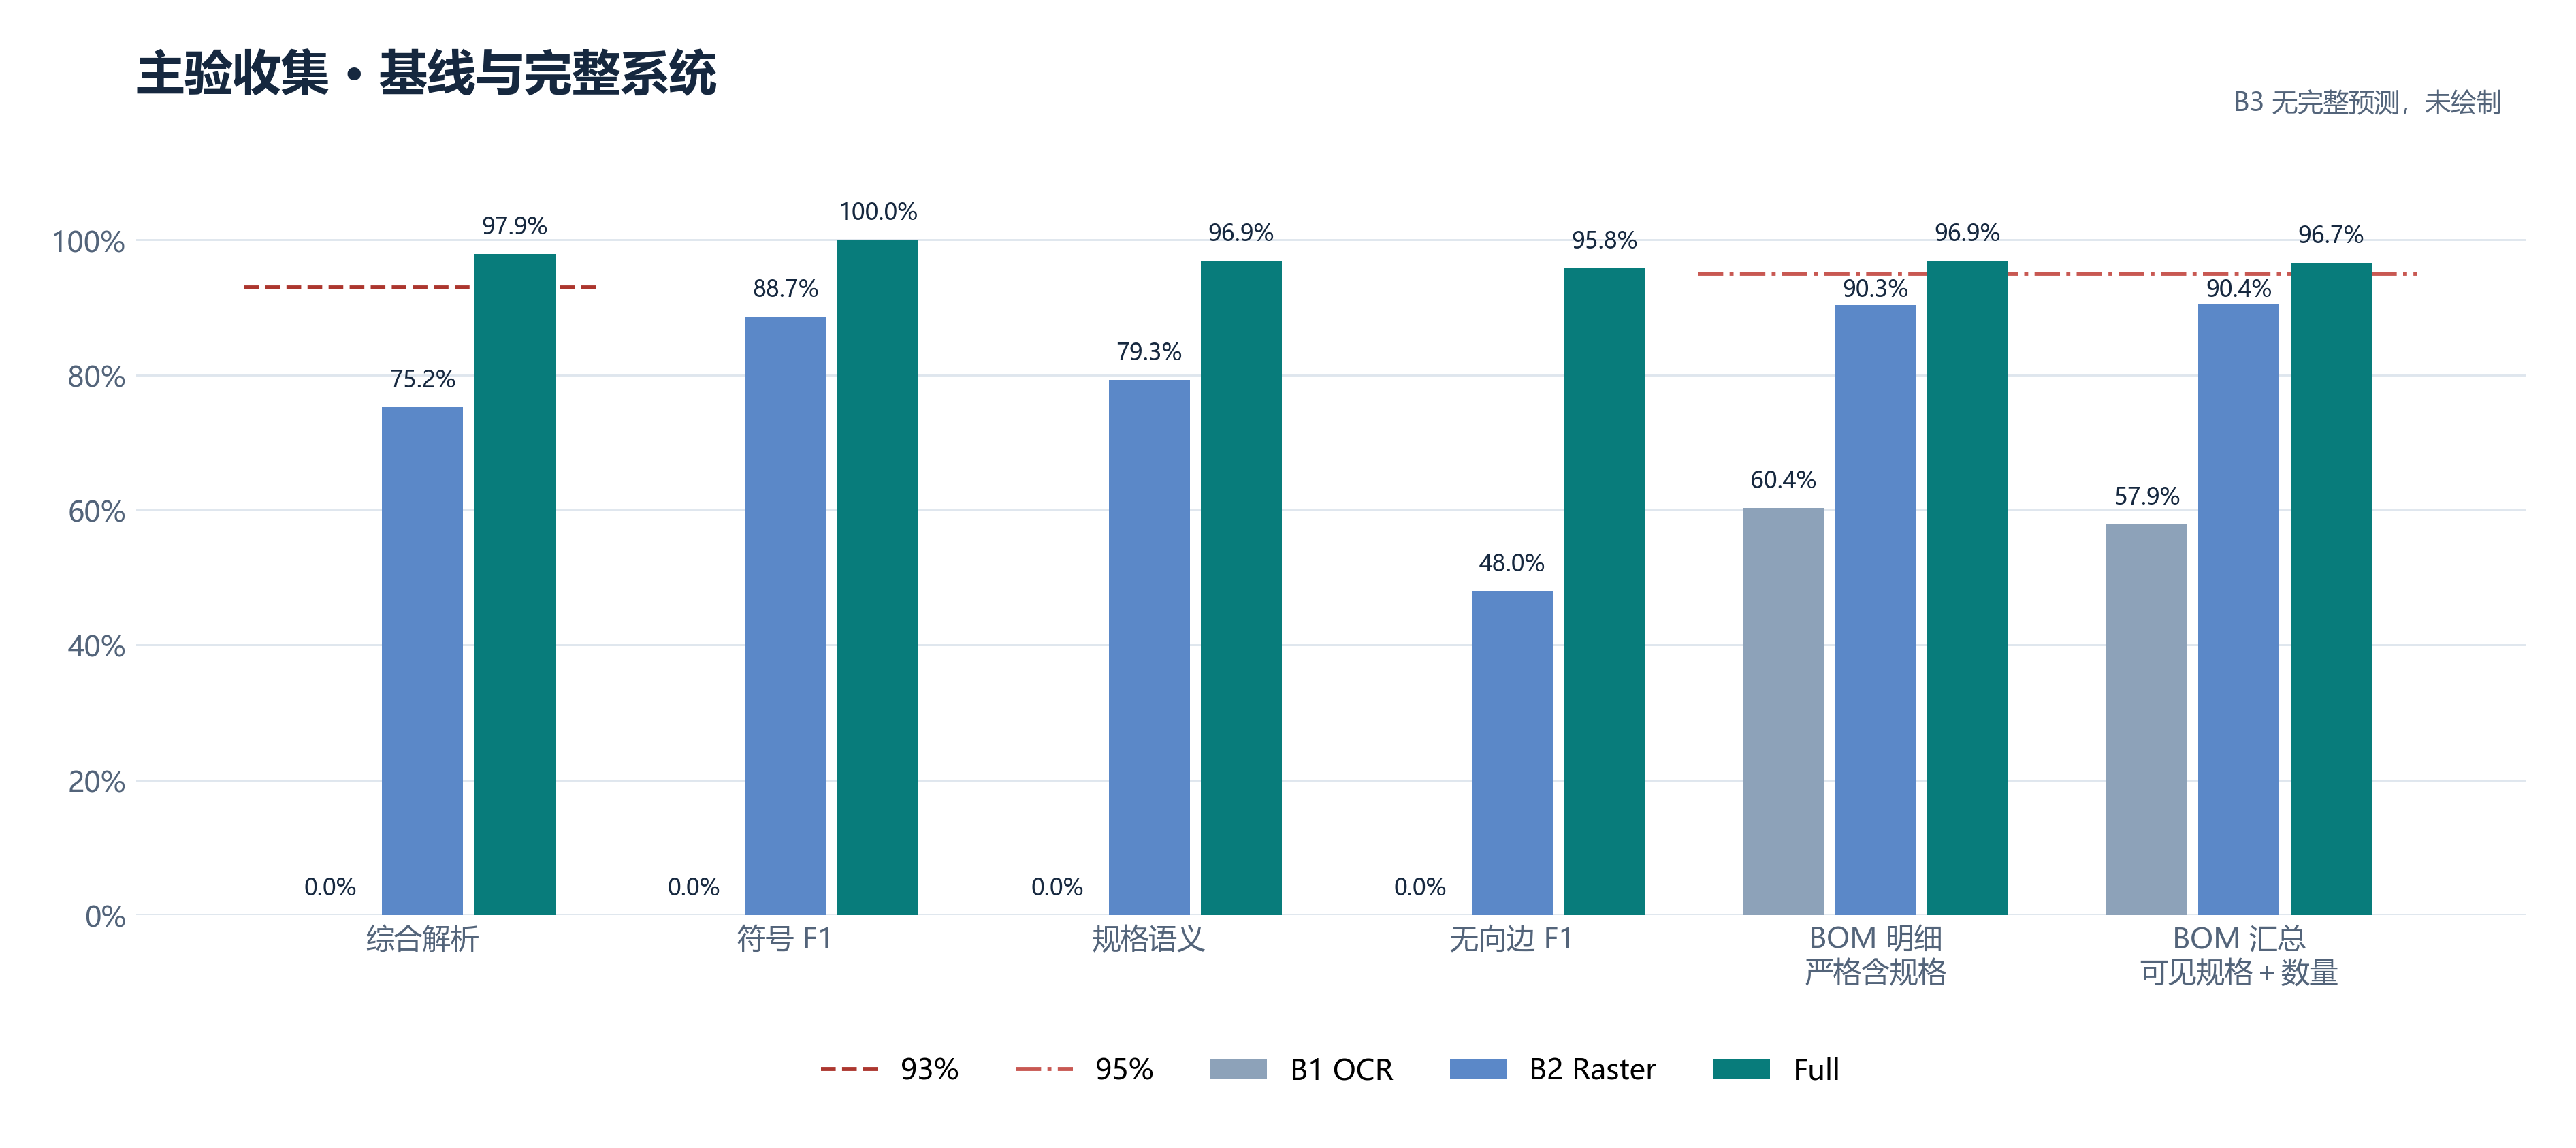 主验收集 · 基线与完整系统
B3 无完整预测，未绘制
100%
80%
60%
40%
20%
0%
0.0%
75.2%
97.9%
0.0%
88.7%
100.0%
0.0%
79.3%
96.9%
0.0%
48.0%
95.8%
60.4%
90.3%
96.9%
57.9%
90.4%
96.7%
综合解析
符号 F1
规格语义
无向边 F1
BOM 明细
严格含规格
BOM 汇总
可见规格＋数量
93%
95%
B1 OCR
B2 Raster
Full